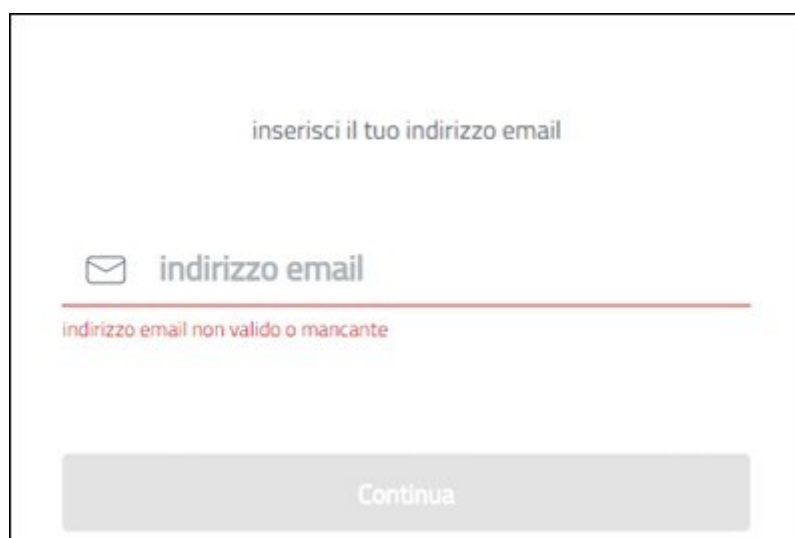 inserisci il tuo indirizzo email
indirizzo email
indirizzo email non valido o mancante
Continua